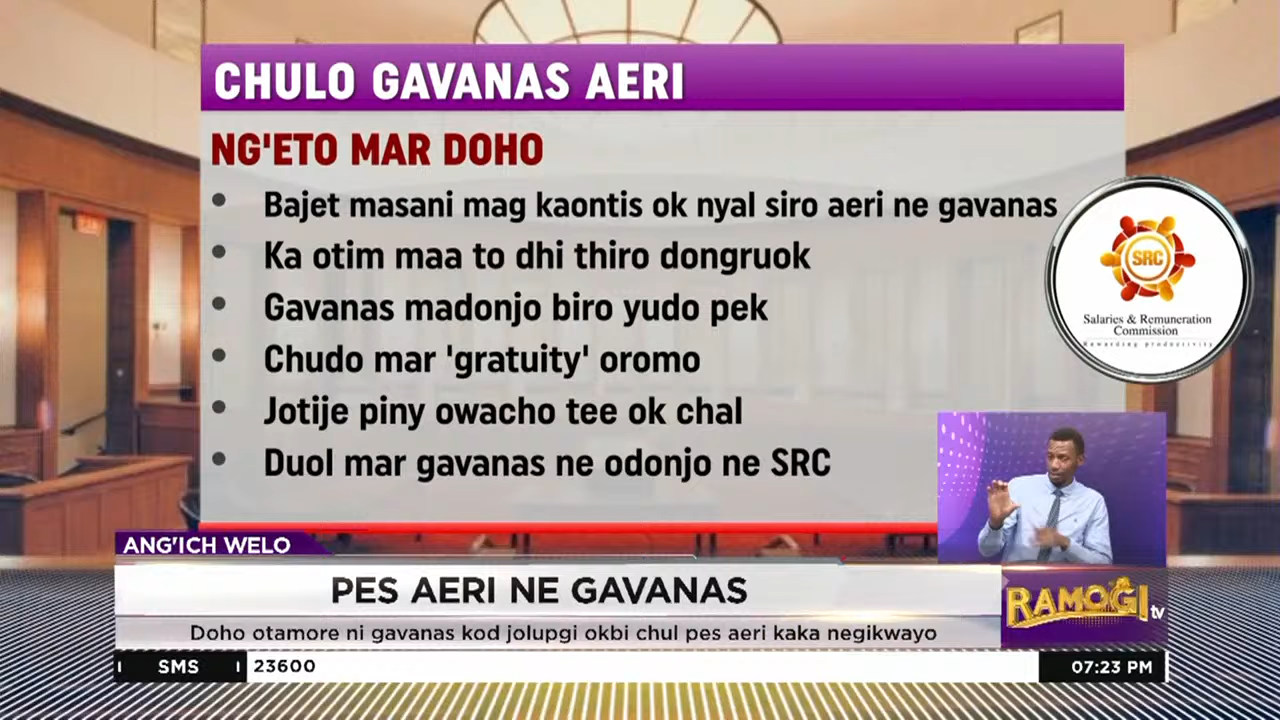 CHULO GAVANAS AERI
NG'ETO MAR DOHO
• Bajet masani mag kaontis ok nyal siro aeri ne gavanas
• Ka otim maa to dhi thiro dongruok
• Gavanas madonjo biro yudo pek
• Chudo mar 'gratuity' oromo
• Jotije piny owacho tee ok chal
• Duol mar gavanas ne odonjo ne SRC
SRC
Salaries & Remuneration
Commission
Rewarding productivity
ANG'ICH WELO
PES AERI NE GAVANAS
Doho otamore ni gavanas kod jolupgi okbi chul pes aeri kaka negikwayo
RAMOGI tv
SMS 23600 07:23 PM